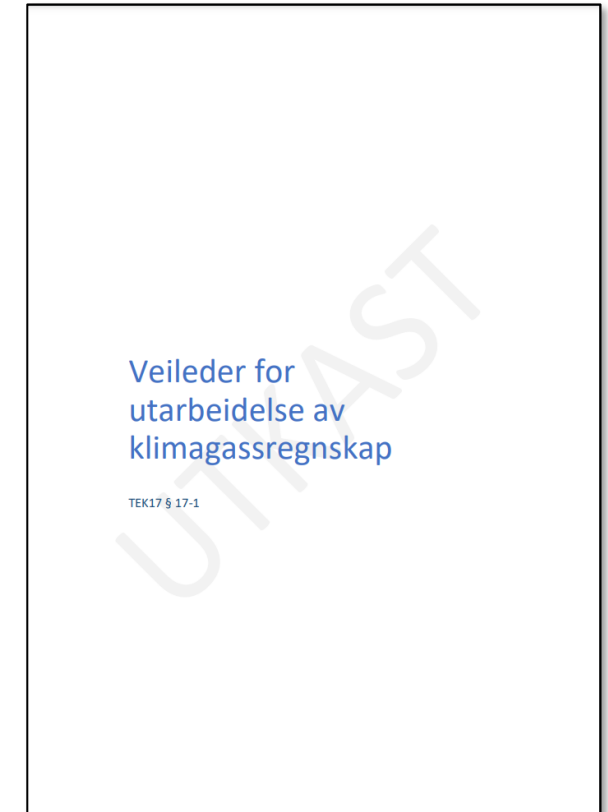 Veileder for
utarbeidelse av
klimagassregnskap
TEK17 § 17-1
UTKAST